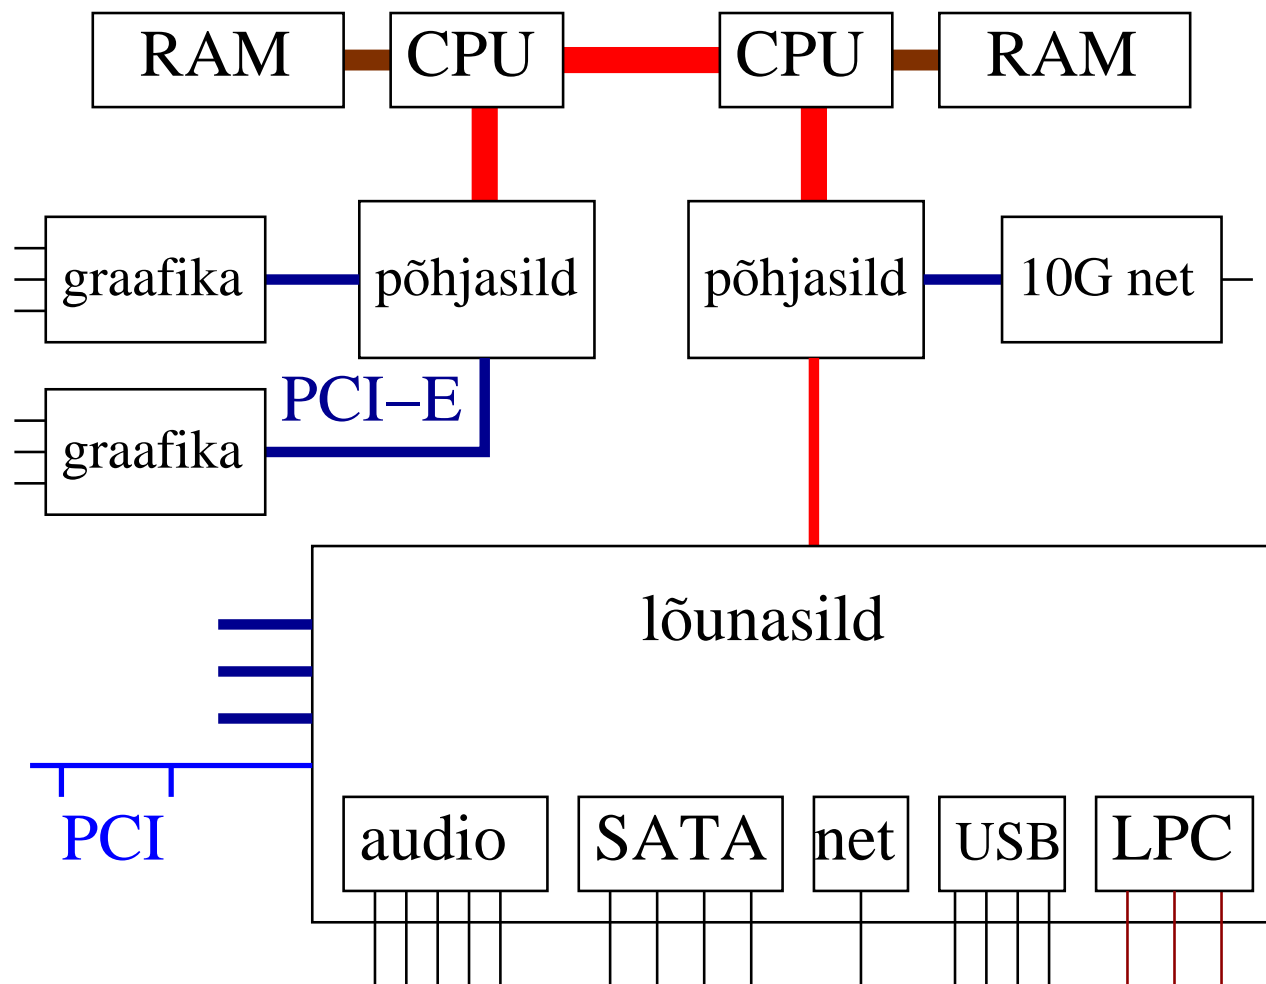 RAM CPU CPU RAM
graafika põhjasild põhjasild 10G net
PCI–E
graafika
lõunasild
PCI
audio SATA net USB LPC